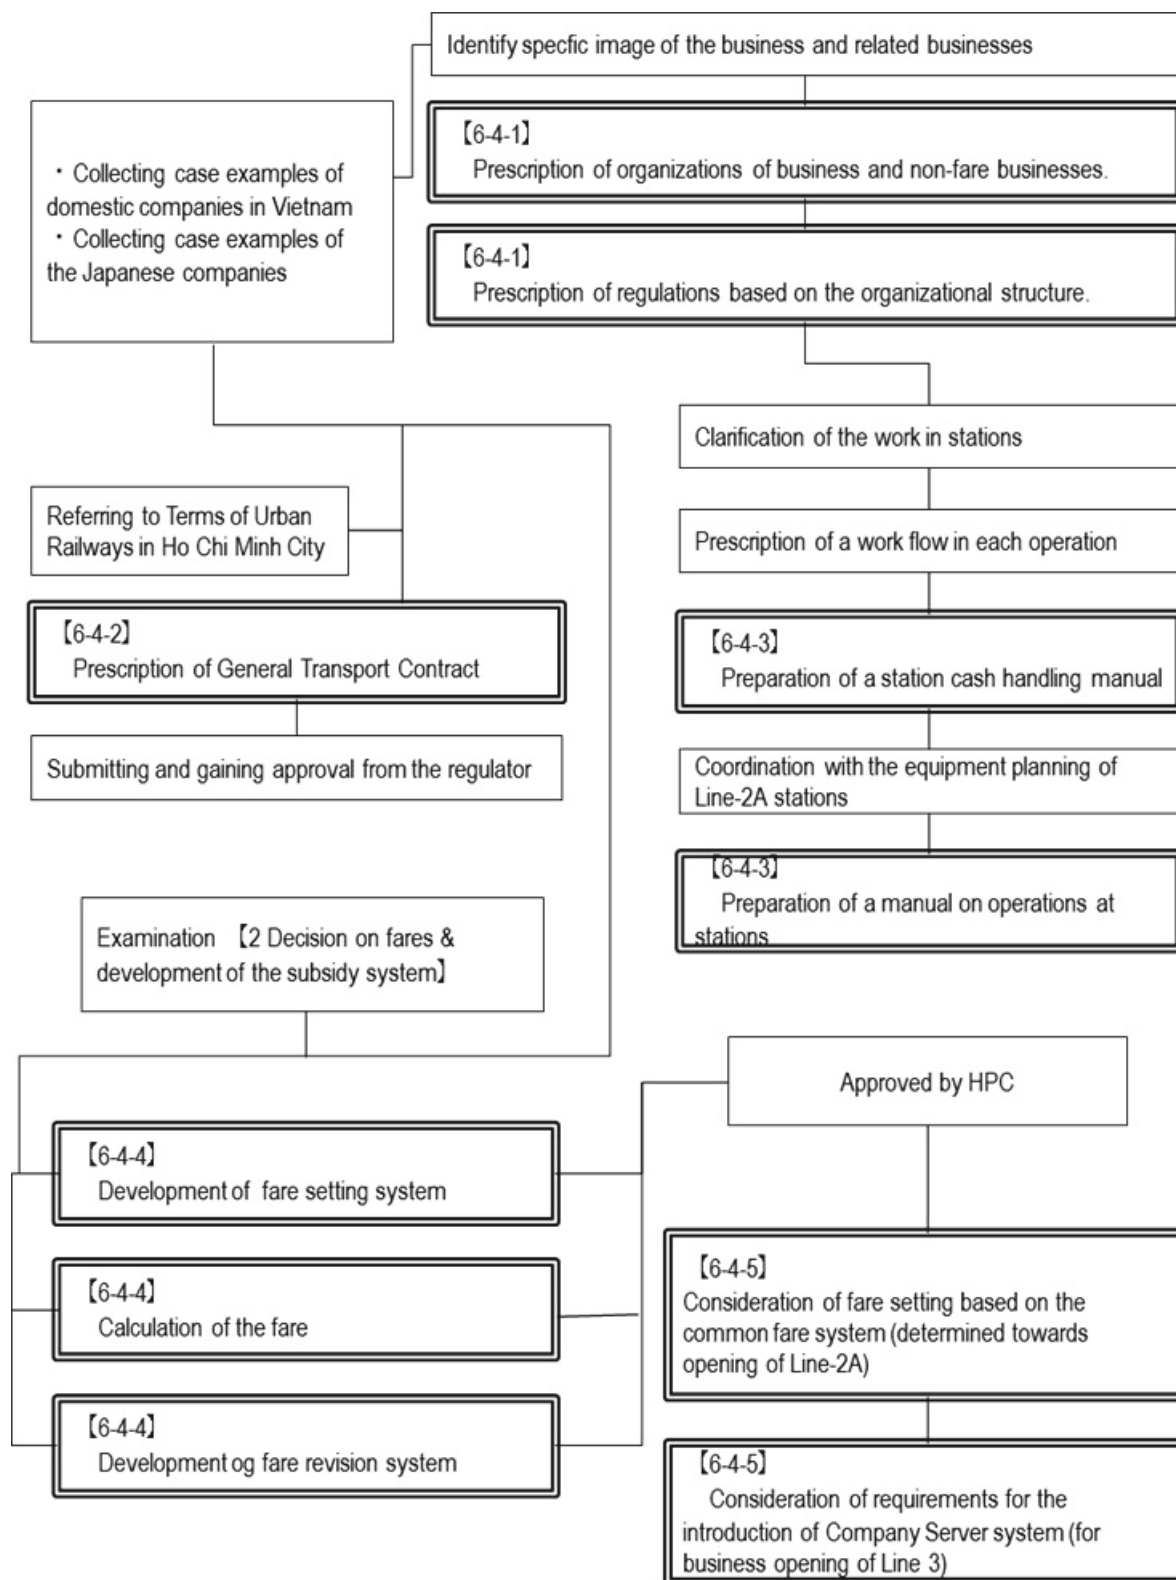 Identify specfic image of the business and related businesses
・ Collecting case examples of
domestic companies in Vietnam
・ Collecting case examples of
the Japanese companies
【6-4-1】
Prescription of organizations of business and non-fare businesses.
【6-4-1】
Prescription of regulations based on the organizational structure.
Clarification of the work in stations
Prescription of a work flow in each operation
【6-4-3】
Preparation of a station cash handling manual
Coordination with the equipment planning of
Line-2A stations
【6-4-3】
Preparation of a manual on operations at
stations
Referring to Terms of Urban
Railways in Ho Chi Minh City
【6-4-2】
Prescription of General Transport Contract
Submitting and gaining approval from the regulator
Examination 【2 Decision on fares &
development of the subsidy system】
【6-4-4】
Development of fare setting system
【6-4-4】
Calculation of the fare
【6-4-4】
Development og fare revision system
Approved by HPC
【6-4-5】
Consideration of fare setting based on the
common fare system (determined towards
opening of Line-2A)
【6-4-5】
Consideration of requirements for the
introduction of Company Server system (for
business opening of Line 3)